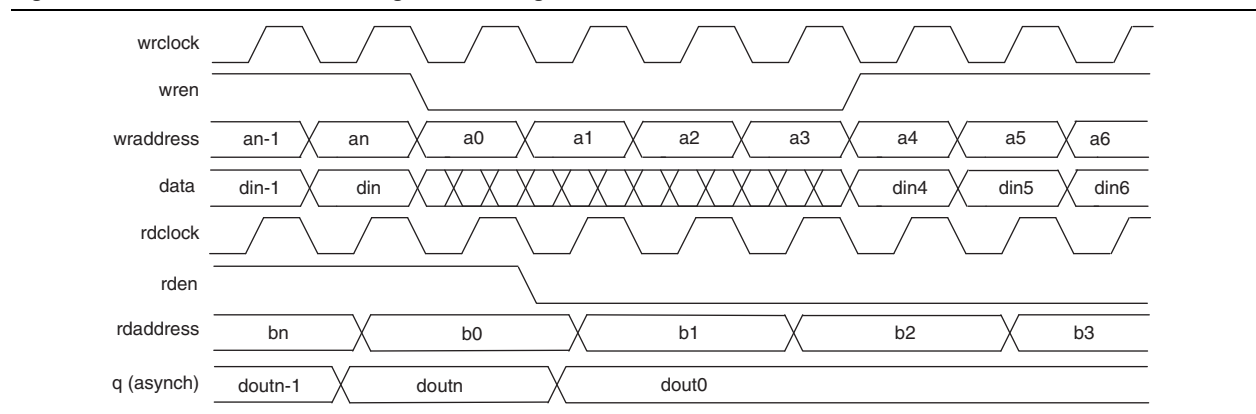 wrclock
wren
wraddress an-1 an a0 a1 a2 a3 a4 a5 a6
data din-1 din din4 din5 din6
rdclock
rden
rdaddress bn b0 b1 b2 b3
q (asynch) doutn-1 doutn dout0